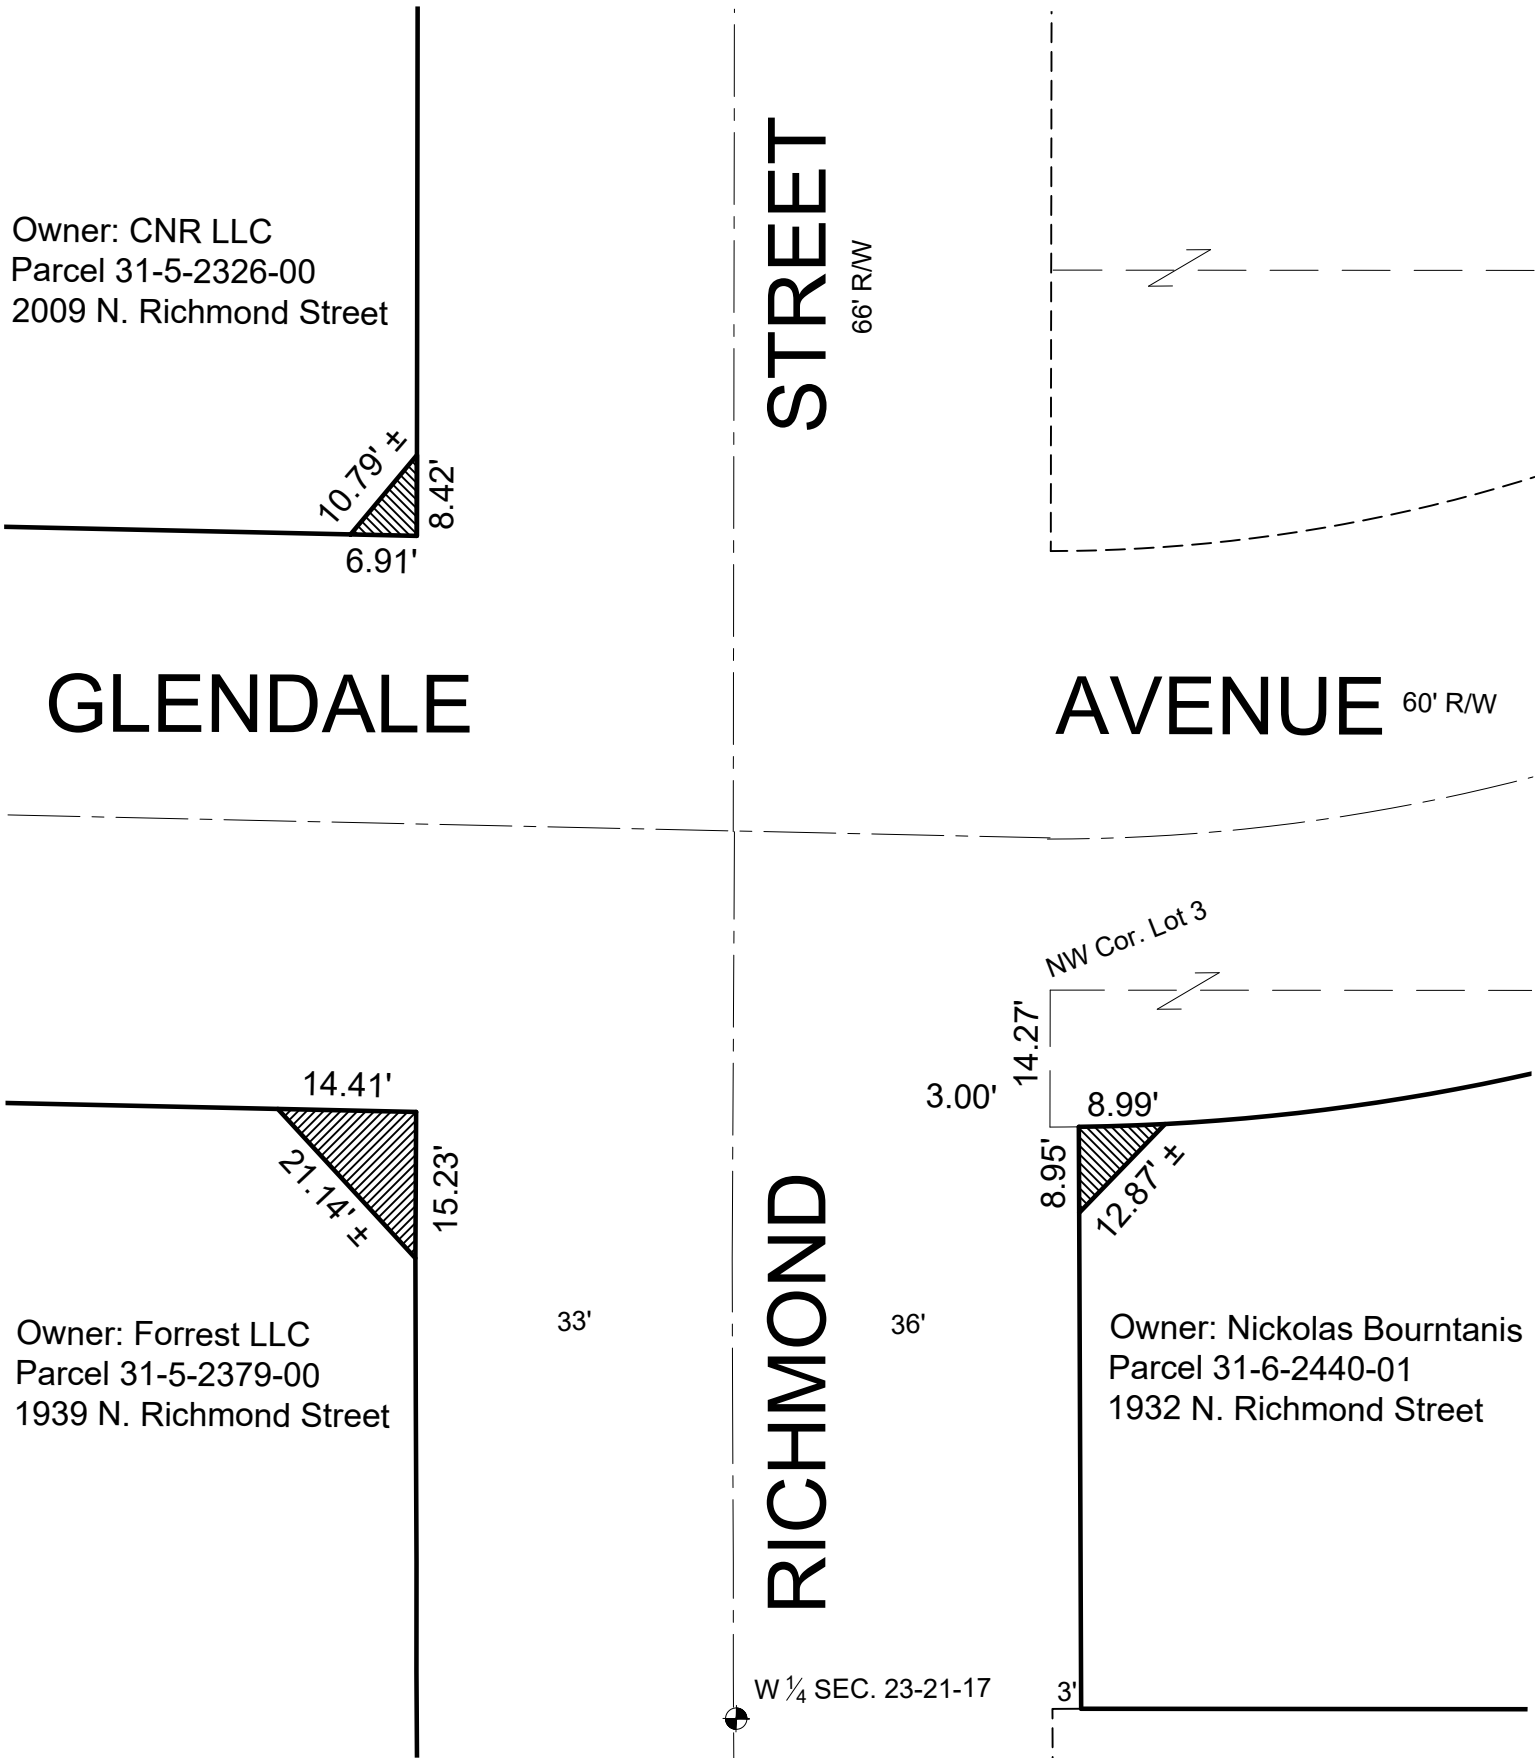 STREET
66' R/W
Owner: CNR LLC
Parcel 31-5-2326-00
2009 N. Richmond Street
10.79' ±
8.42'
6.91'
GLENDALE
AVENUE
60' R/W
NW Cor. Lot 3
14.27'
3.00'
8.99'
8.95'
12.87' ±
14.41'
15.23'
21.14' ±
RICHMOND
33'
36'
Owner: Forrest LLC
Parcel 31-5-2379-00
1939 N. Richmond Street
Owner: Nickolas Bourntanis
Parcel 31-6-2440-01
1932 N. Richmond Street
W ¼ SEC. 23-21-17
3'